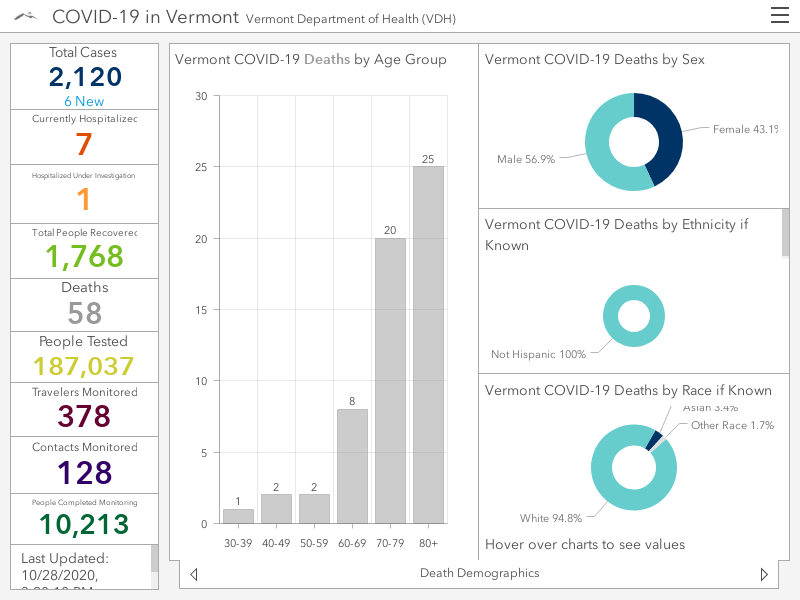 COVID-19 in Vermont Vermont Department of Health (VDH)
Total Cases
2,120
6 New
Currently Hospitalized
7
Hospitalized Under Investigation
1
Total People Recovered
1,768
Deaths
58
People Tested
187,037
Travelers Monitored
378
Contacts Monitored
128
People Completed Monitoring
10,213
Last Updated:
10/28/2020,
Vermont COVID-19 Deaths by Age Group
30
25
20
15
10
5
0
1
2
2
8
20
25
30-39 40-49 50-59 60-69 70-79 80+
Vermont COVID-19 Deaths by Sex
Female 43.1%
Male 56.9%
Vermont COVID-19 Deaths by Ethnicity if
Known
Not Hispanic 100%
Vermont COVID-19 Deaths by Race if Known
Asian 3.4%
Other Race 1.7%
White 94.8%
Hover over charts to see values
Death Demographics